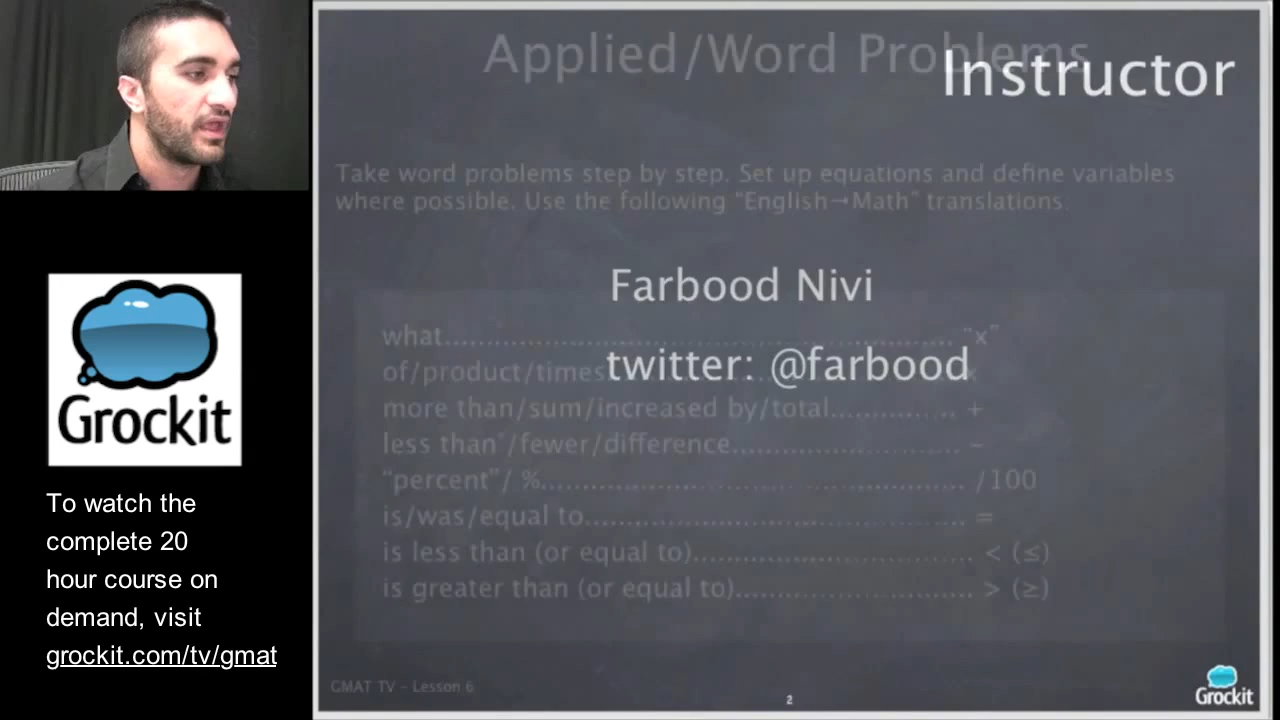 Applied/Word Problems
Instructor
Take word problems step by step. Set up equations and define variables
where possible. Use the following “English→Math” translations:
Farbood Nivi
twitter: @farbood
what................................................................ “x”
of/product/times
more than/sum/increased by/total.............. +
less than*/fewer/difference........................... –
“percent”/ %................................................... /100
is/was/equal to.............................................. =
is less than (or equal to)................................. < (≤)
is greater than (or equal to)............................ > (≥)
GMAT TV – Lesson 6
2
Grockit
Grockit
To watch the
complete 20
hour course on
demand, visit
grockit.com/tv/gmat